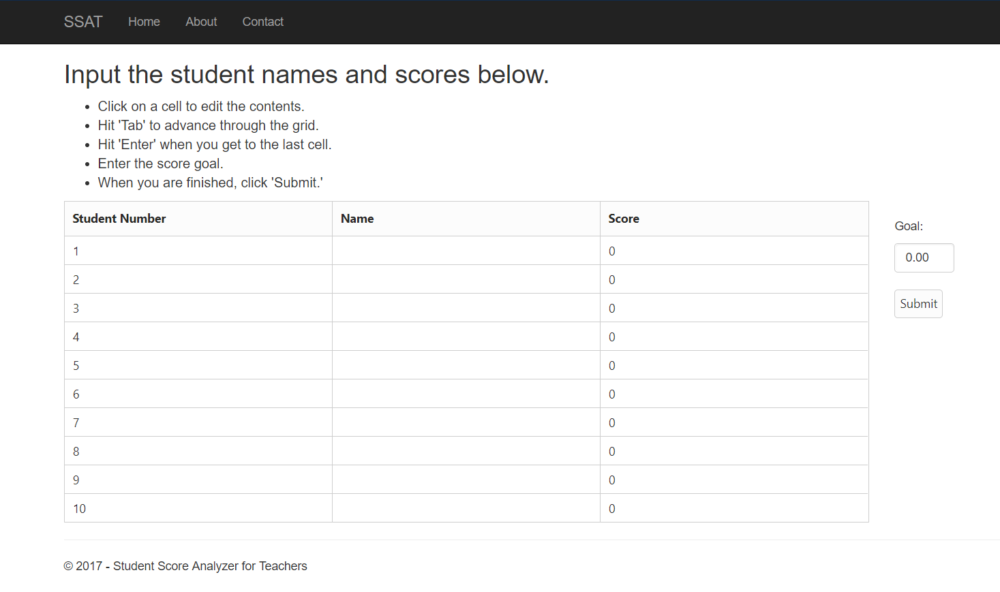 SSAT Home About Contact
Input the student names and scores below.
Click on a cell to edit the contents.
Hit 'Tab' to advance through the grid.
Hit 'Enter' when you get to the last cell.
Enter the score goal.
When you are finished, click 'Submit.'
Student Number Name Score
1 0
2 0
3 0
4 0
5 0
6 0
7 0
8 0
9 0
10 0
Goal:
0.00
Submit
© 2017 - Student Score Analyzer for Teachers